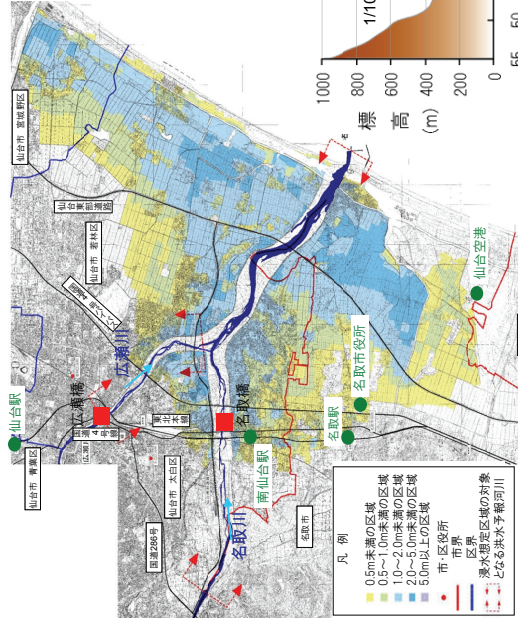 仙台市 宮城野区
仙台東部道路
仙台市 若林区
仙台駅
広瀬橋
広瀬川
国道 4号線
東北本線
仙台市 青葉区
仙台市 太白区
国道286号
名取川
名取橋
南仙台駅
名取駅
名取市役所
仙台空港
名取市
凡 例
0.5m未満の区域
0.5～1.0m未満の区域
1.0～2.0m未満の区域
2.0～5.0m未満の区域
5.0m以上の区域
市・区役所
市界
区界
浸水想定区域の対象
となる洪水予報河川
標高
(m)
1000
800
600
400
200
0
1/10
55
50